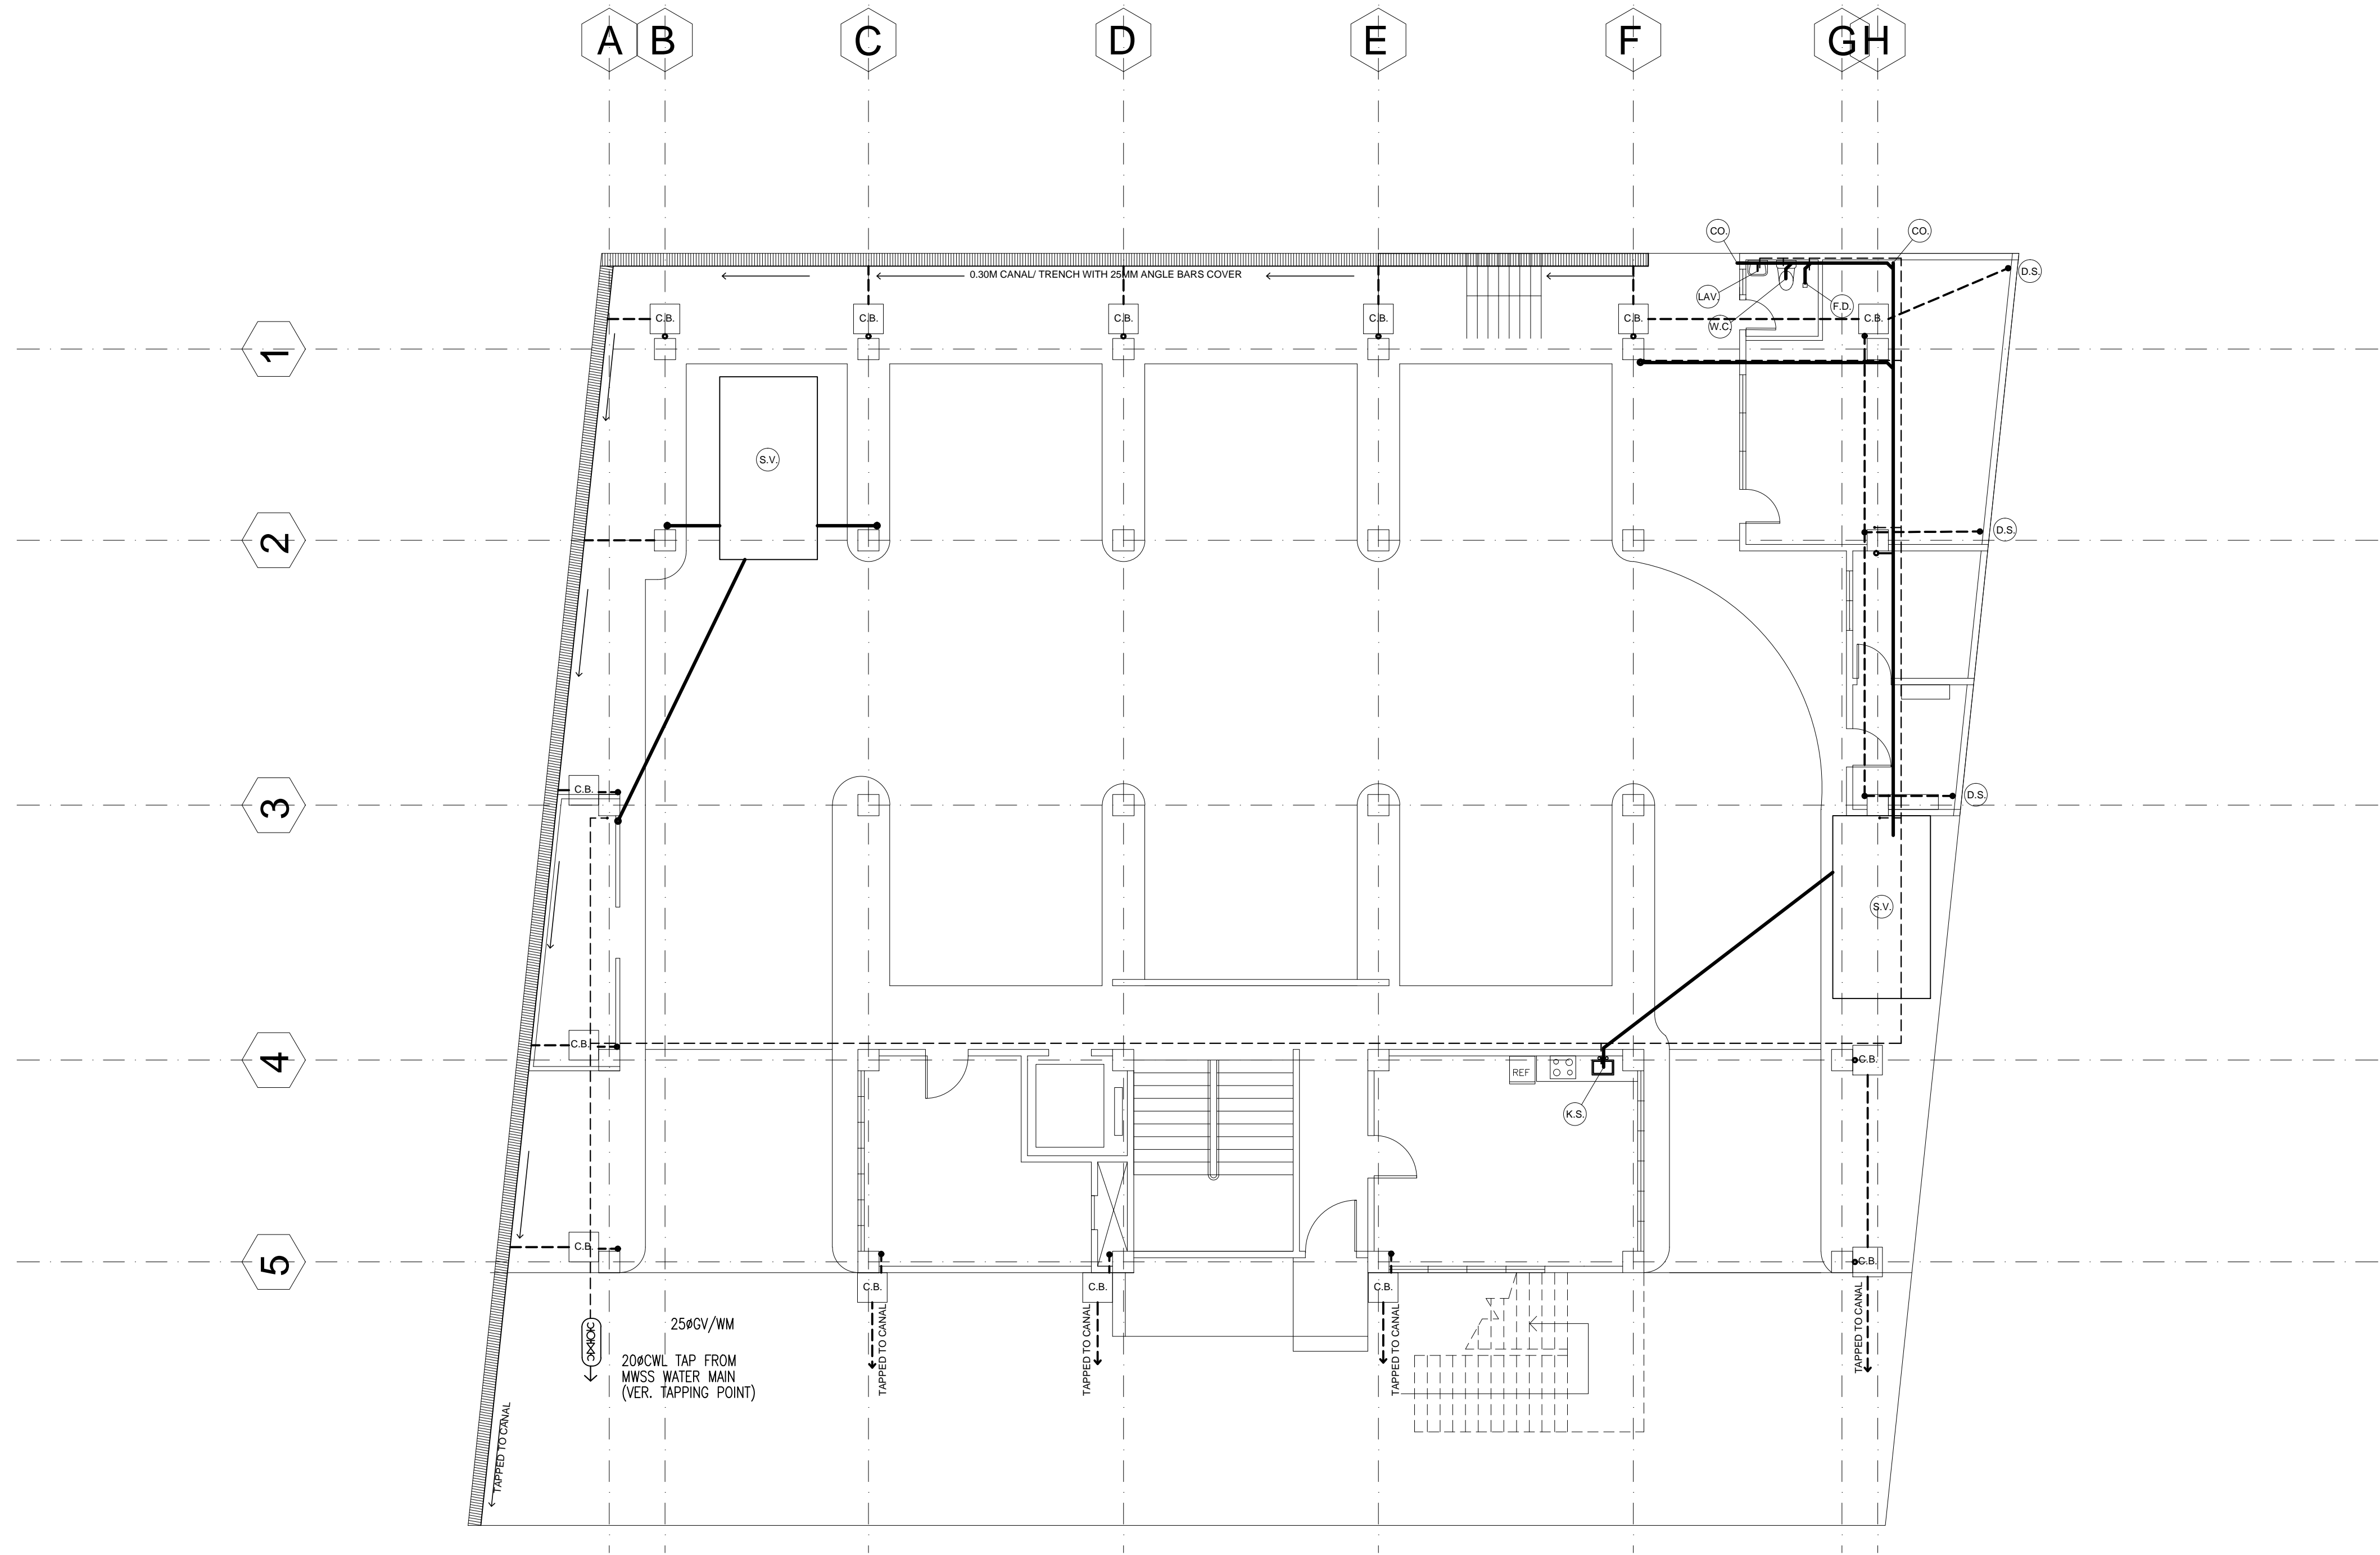 A B C D E F G H
CO. CO.
0.30M CANAL/ TRENCH WITH 25MM ANGLE BARS COVER
D.S.
LAV.
F.D.
C.B. C.B. C.B. C.B. C.B. C.B.
W.C.
1
S.V.
D.S.
2
C.B.
D.S.
3
S.V.
C.B.
C.B.
4
REF
K.S.
C.B.
C.B.
5
C.B. C.B. C.B.
TAPPED TO CANAL
TAPPED TO CANAL
TAPPED TO CANAL
TAPPED TO CANAL
25øGV/WM
20øCWL TAP FROM
MWSS WATER MAIN
(VER. TAPPING POINT)
TAPPED TO CANAL